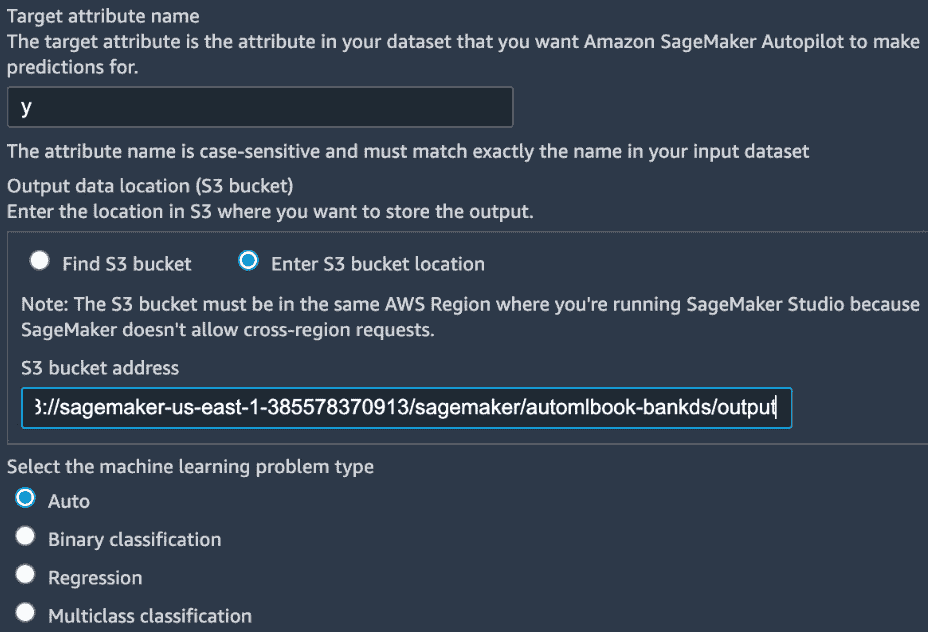 Target attribute name
The target attribute is the attribute in your dataset that you want Amazon SageMaker Autopilot to make
predictions for.
y
The attribute name is case-sensitive and must match exactly the name in your input dataset
Output data location (S3 bucket)
Enter the location in S3 where you want to store the output.
Find S3 bucket Enter S3 bucket location
Note: The S3 bucket must be in the same AWS Region where you're running SageMaker Studio because
SageMaker doesn't allow cross-region requests.
S3 bucket address
3://sagemaker-us-east-1-385578370913/sagemaker/automlbook-bankds/output
Select the machine learning problem type
Auto
Binary classification
Regression
Multiclass classification